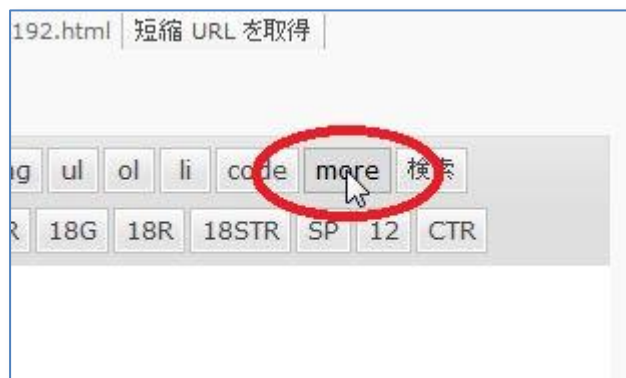 192.html 短縮 URL を取得
ul ol li code more 検索
18G 18R 18STR SP 12 CTR